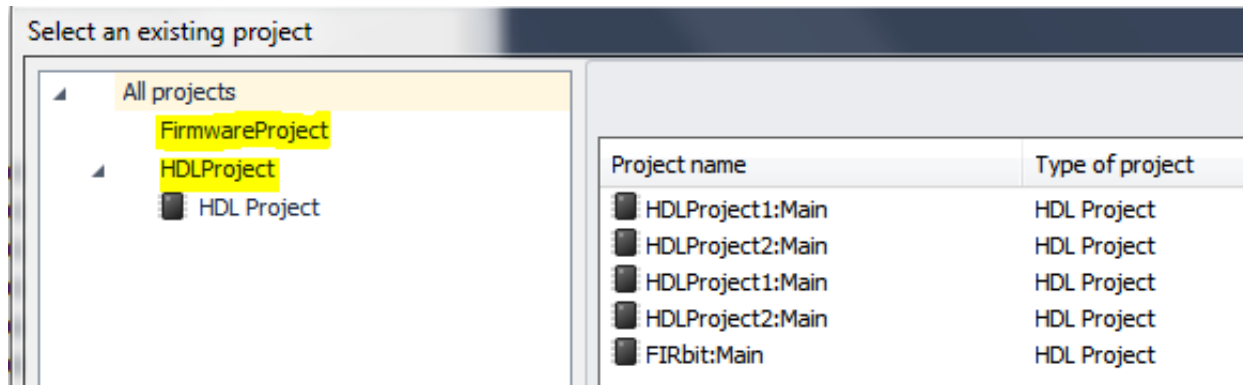 Select an existing project
All projects
FirmwareProject
HDLProject
HDL Project
Project name Type of project
HDLProject1:Main HDL Project
HDLProject2:Main HDL Project
HDLProject1:Main HDL Project
HDLProject2:Main HDL Project
FIRbit:Main HDL Project